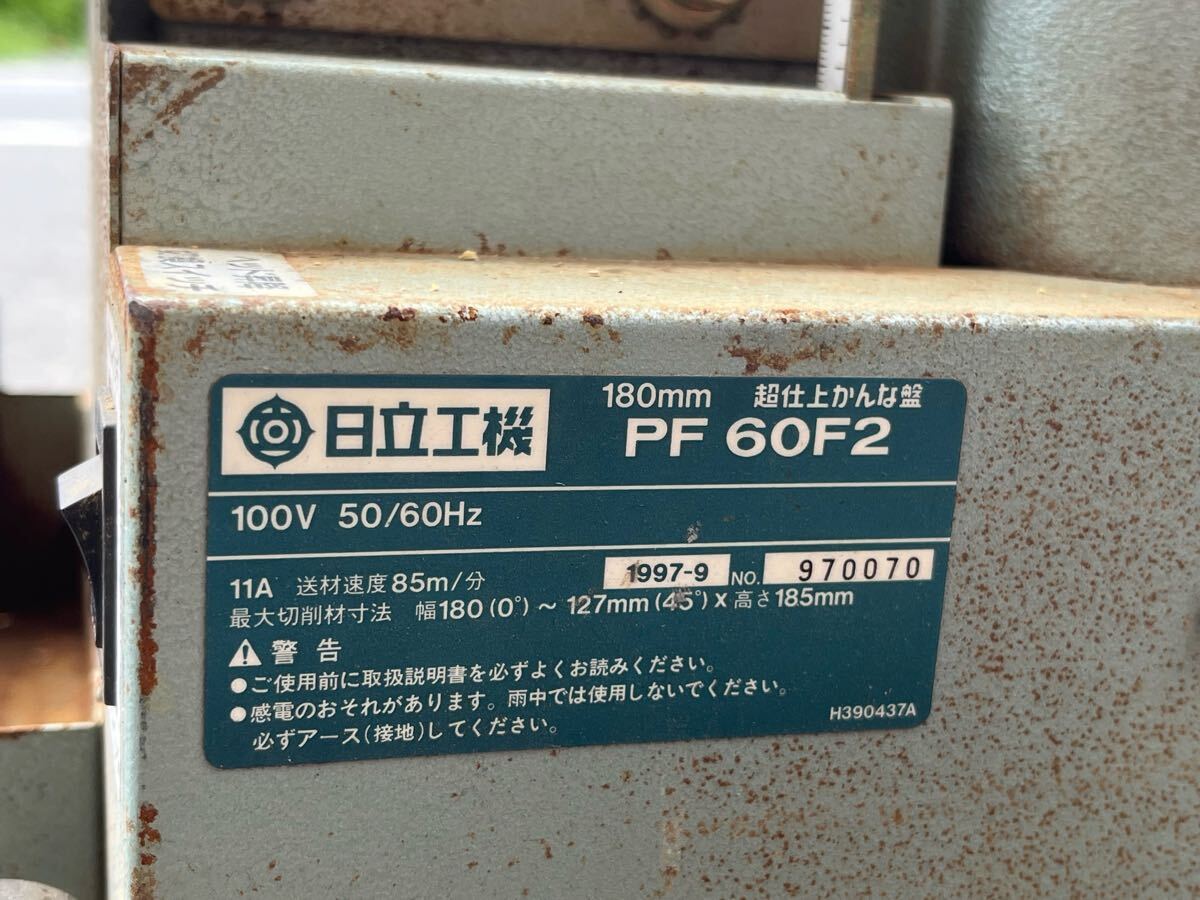 日立工機
180mm 超仕上かんな盤
PF 60F2
100V 50/60Hz
11A 送材速度85m/分
1997-9 NO. 970070
最大切削材寸法 幅180(0°)~127mm(45°)x高さ185mm
警告
●ご使用前に取扱説明書を必ずよくお読みください。
●感電のおそれがあります。雨中では使用しないでください。
必ずアース(接地)してください。
H390437A